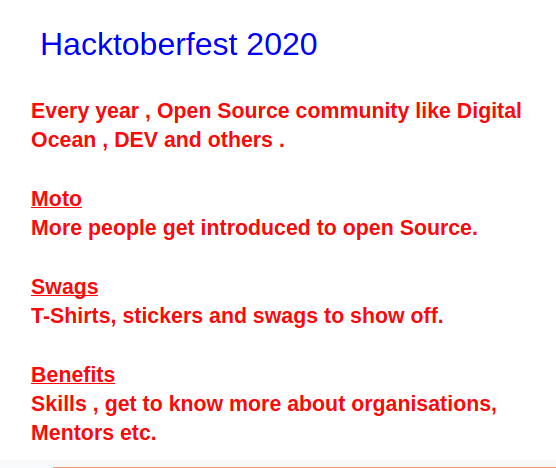 Hacktoberfest 2020
Every year , Open Source community like Digital
Ocean , DEV and others .
Moto
More people get introduced to open Source.
Swags
T-Shirts, stickers and swags to show off.
Benefits
Skills , get to know more about organisations,
Mentors etc.